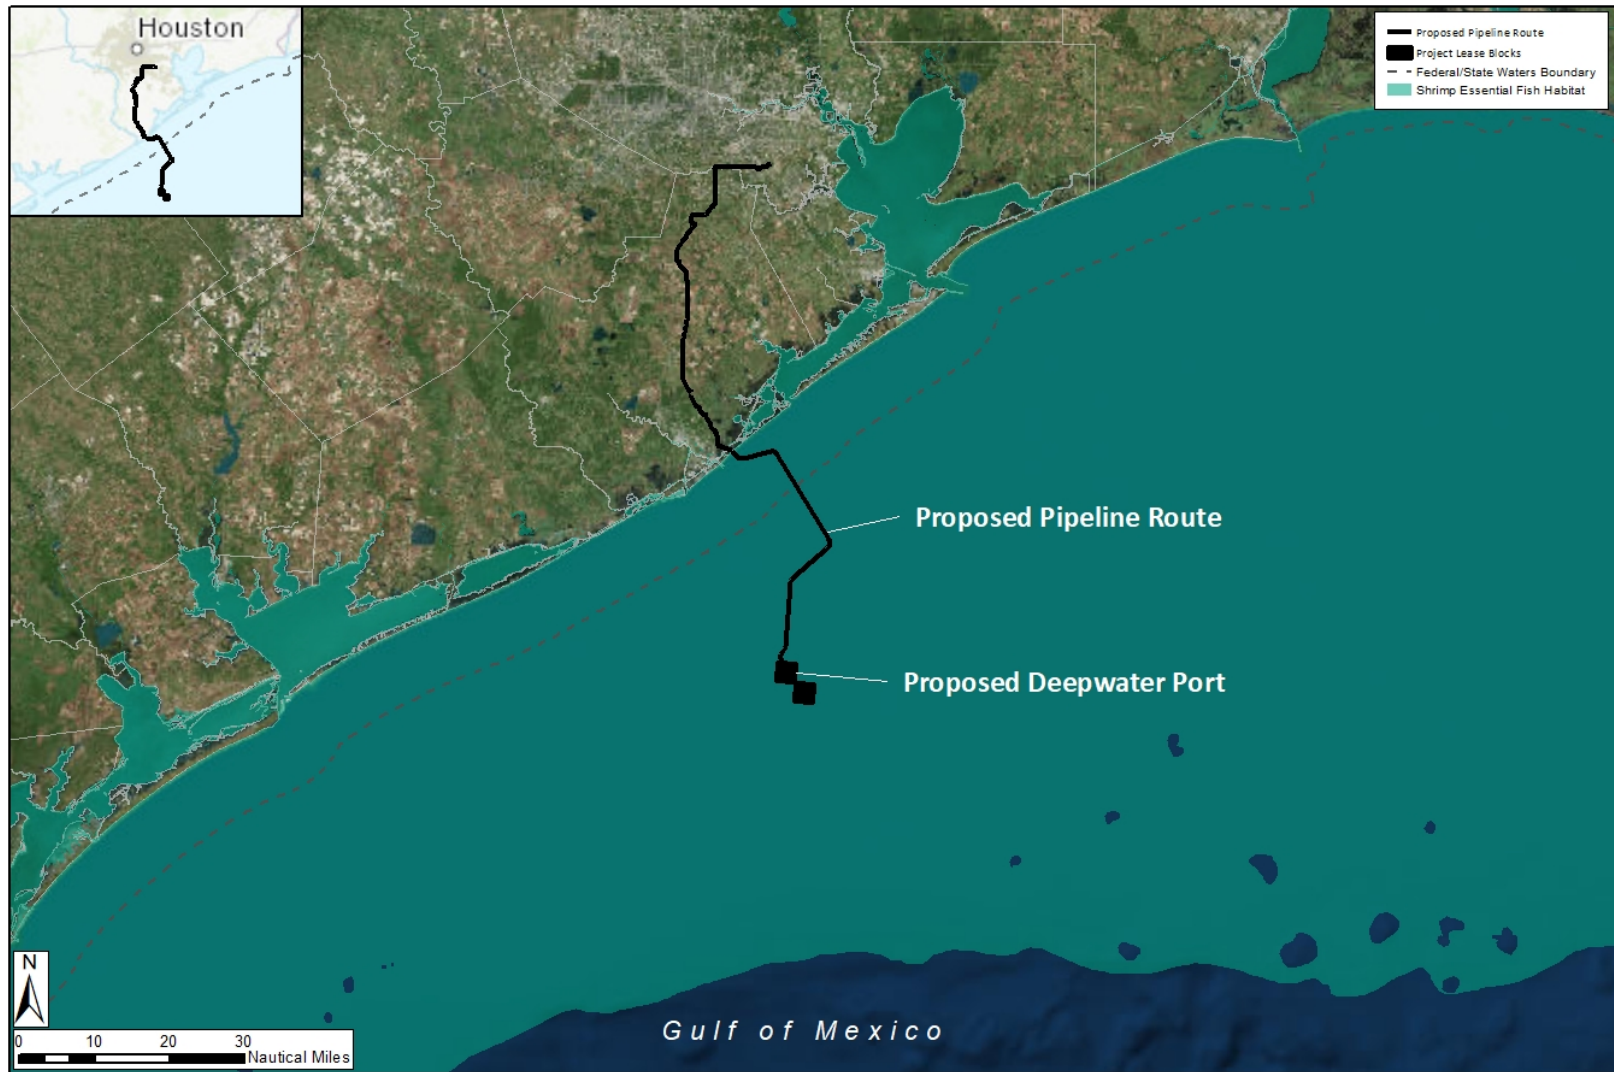 Houston
Proposed Pipeline Route
Project Lease Blocks
Federal/State Waters Boundary
Shrimp Essential Fish Habitat
Proposed Pipeline Route
Proposed Deepwater Port
N
0 10 20 30
Nautical Miles
Gulf of Mexico